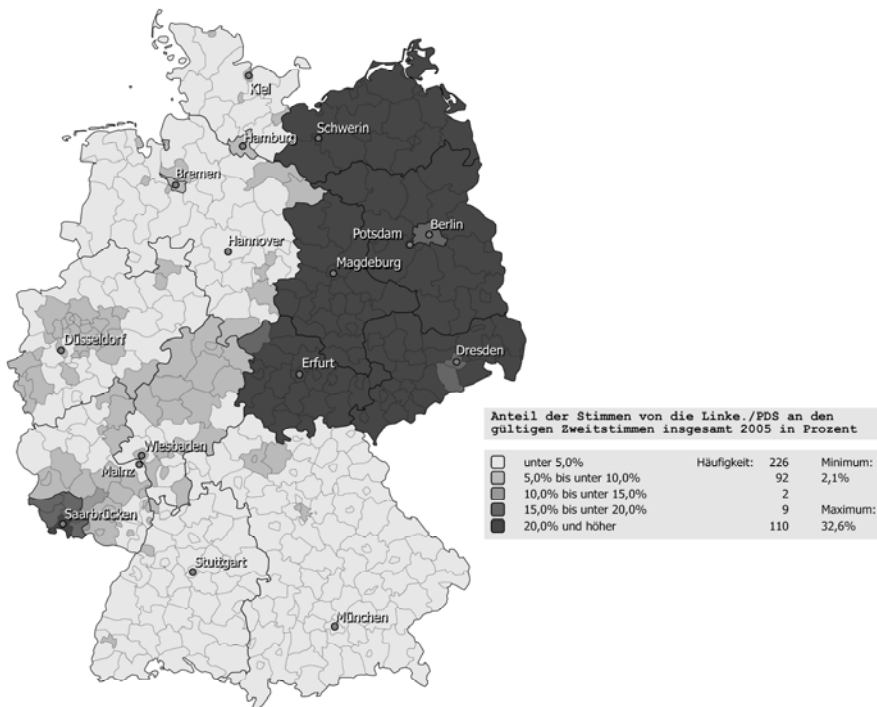 Kiel
Schwerin
Hamburg
Bremen
Berlin
Potsdam
Hannover
Magdeburg
Düsseldorf
Dresden
Erfurt
Anteil der Stimmen von die Linke./PDS an den
gültigen Zweitstimmen insgesamt 2005 in Prozent
Wiesbaden
Mainz
unter 5,0% Häufigkeit: 226 Minimum:
5,0% bis unter 10,0% 92 2,1%
10,0% bis unter 15,0% 2
15,0% bis unter 20,0% 9 Maximum:
20,0% und höher 110 32,6%
Saarbrücken
Stuttgart
München